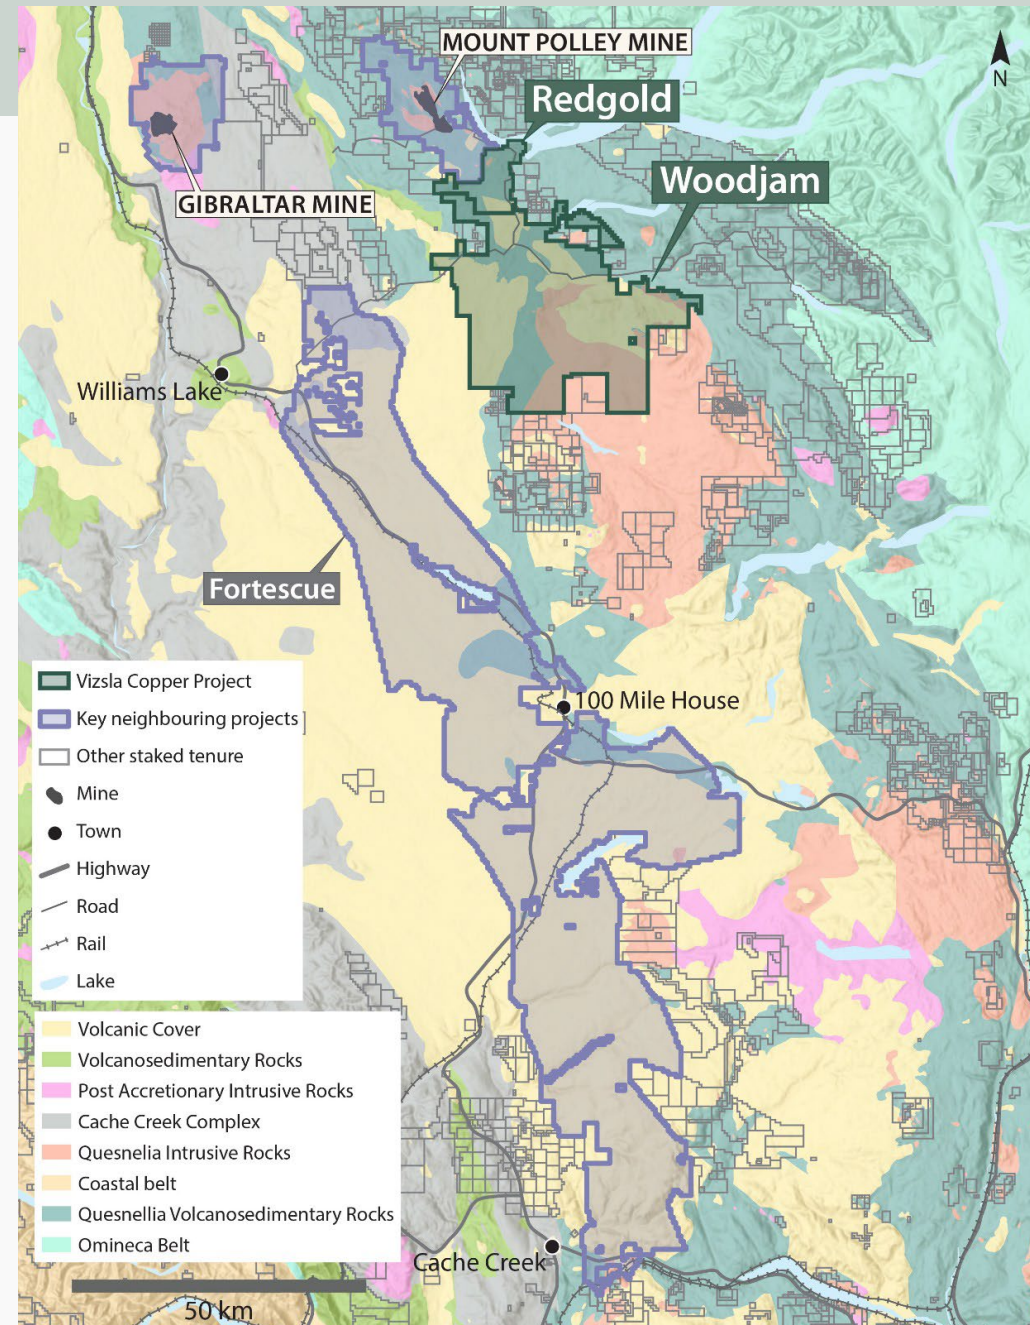 MOUNT POLLEY MINE
N
Redgold
Woodjam
GIBRALTAR MINE
Williams Lake
Fortescue
100 Mile House
Vizsla Copper Project
Key neighbouring projects
Other staked tenure
Mine
Town
Highway
Road
Rail
Lake
Volcanic Cover
Volcanosedimentary Rocks
Post Accretionary Intrusive Rocks
Cache Creek Complex
Quesnelia Intrusive Rocks
Coastal belt
Quesnellia Volcanosedimentary Rocks
Omineca Belt
Cache Creek
50 km